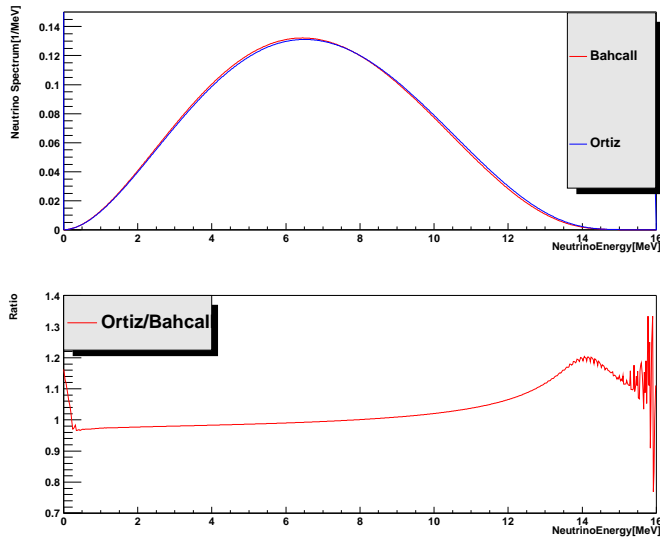 Neutrino Spectrum[1/MeV]
0.14
0.12
0.1
0.08
0.06
0.04
0.02
0
Bahcall
Ortiz
0 2 4 6 8 10 12 14 16
NeutrinoEnergy[MeV]
Ratio
1.4
1.3
1.2
1.1
1
0.9
0.8
0.7
Ortiz/Bahcall
0 2 4 6 8 10 12 14 16
NeutrinoEnergy[MeV]